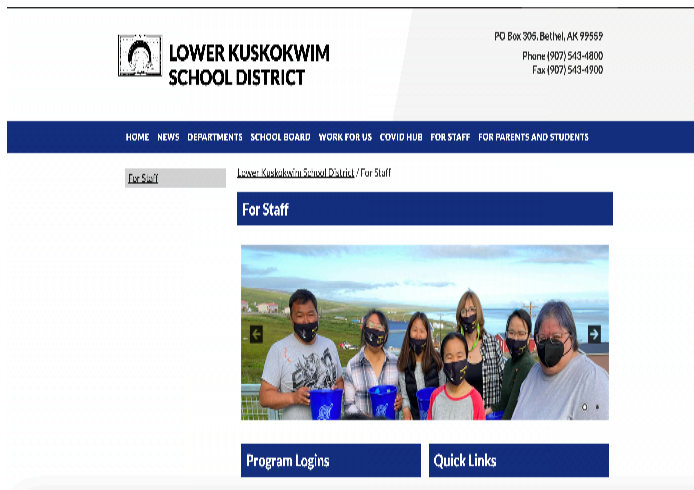 LOWER KUSKOKWIM
SCHOOL DISTRICT
PO Box 305, Bethel, AK 99559
Phone (907) 543-4800
Fax (907) 543-4900
HOME NEWS DEPARTMENTS SCHOOL BOARD WORK FOR US COVID HUB FOR STAFF FOR PARENTS AND STUDENTS
For Staff
Lower Kuskokwim School District / For Staff
For Staff
Program Logins
Quick Links